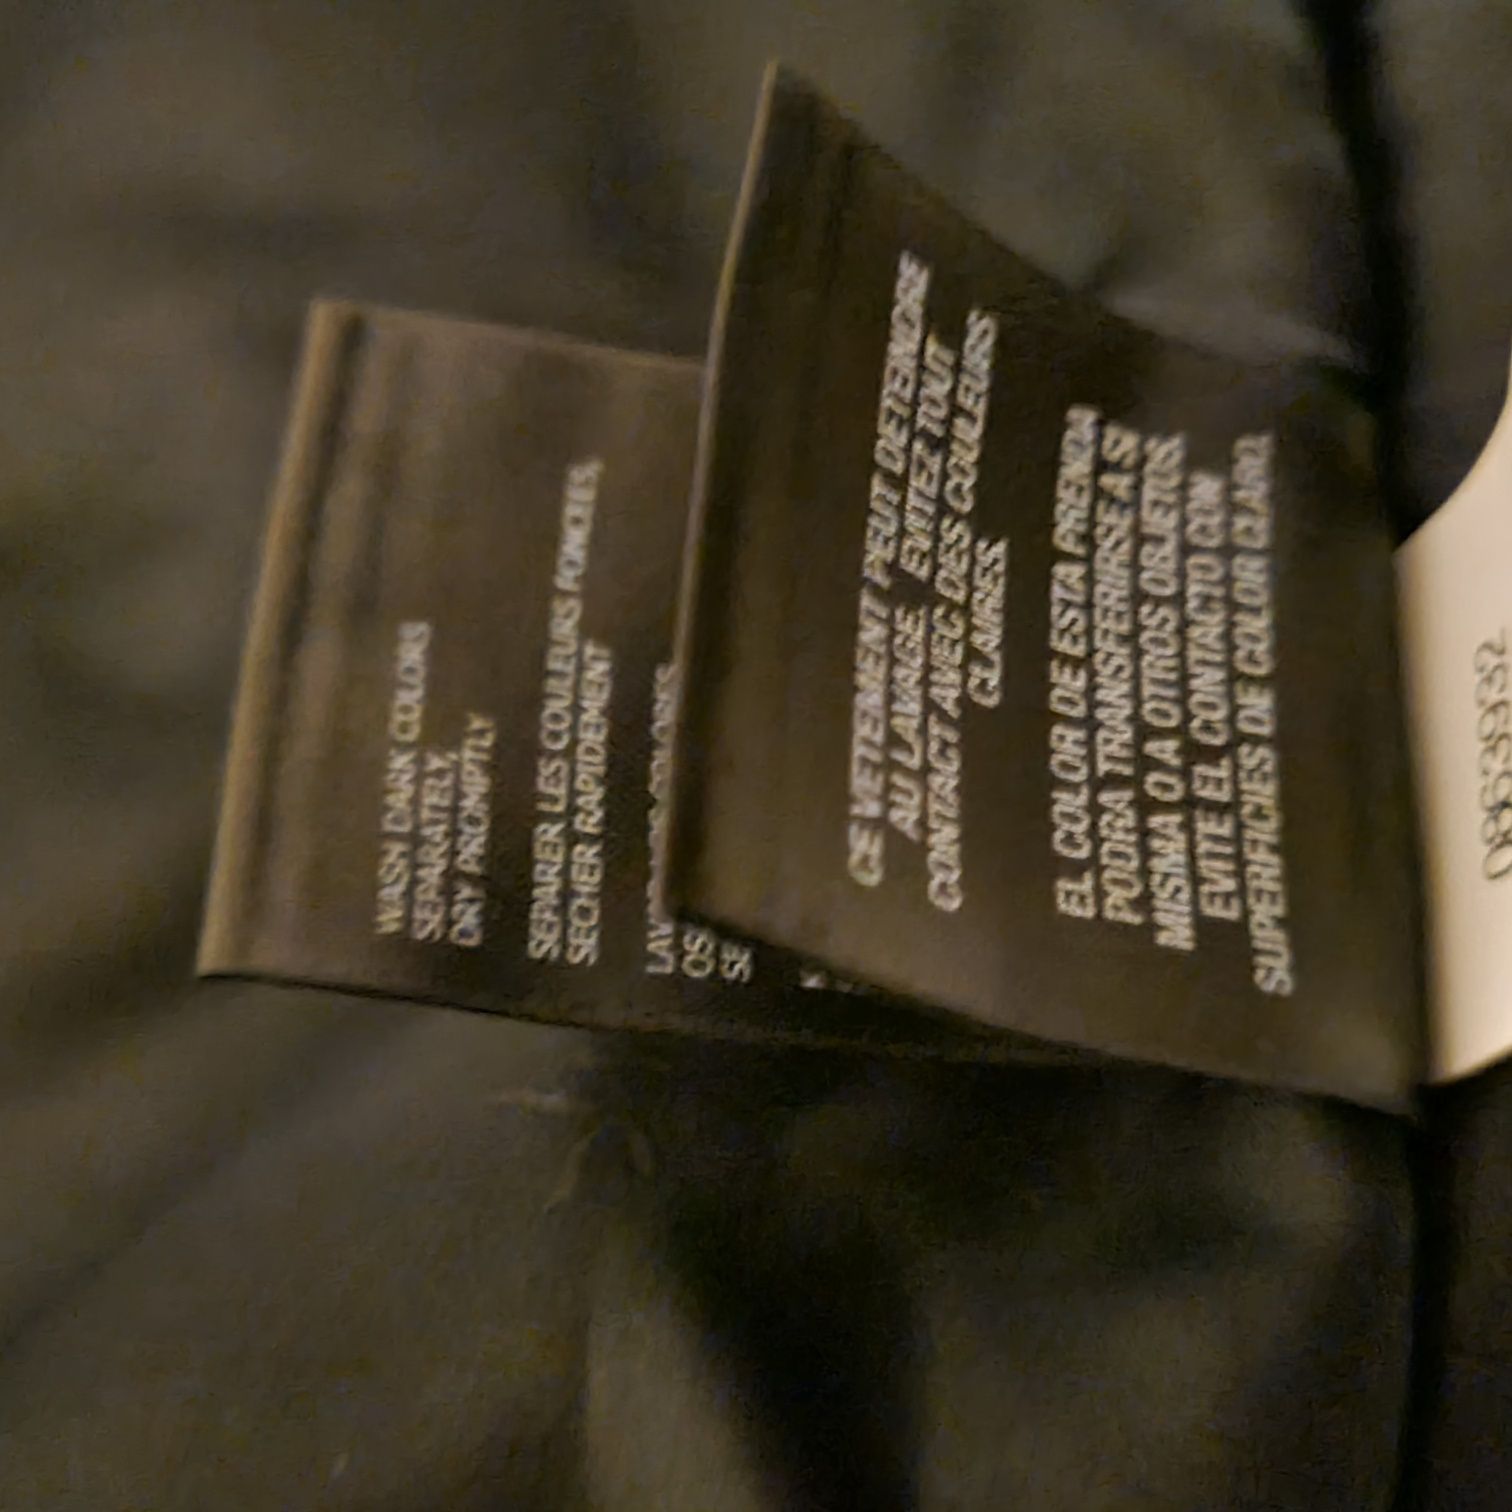 WASH DARK COLORS
SEPARATELY,
DRY PROMPTLY
SEPARER LES COULEURS FONCEES,
SECHER RAPIDEMENT
OS
SE
CE VETEMENT PEUT DETEINDRE
AU LAVAGE. EVITEZ TOUT
CONTACT AVEC DES COULEURS
CLAIRES.
EL COLOR DE ESTA PRENDA
PODRA TRANSFERIRSE A SI
MISMA O A OTROS OBJETOS.
EVITE EL CONTACTO CON
SUPERFICIES DE COLOR CLARO.